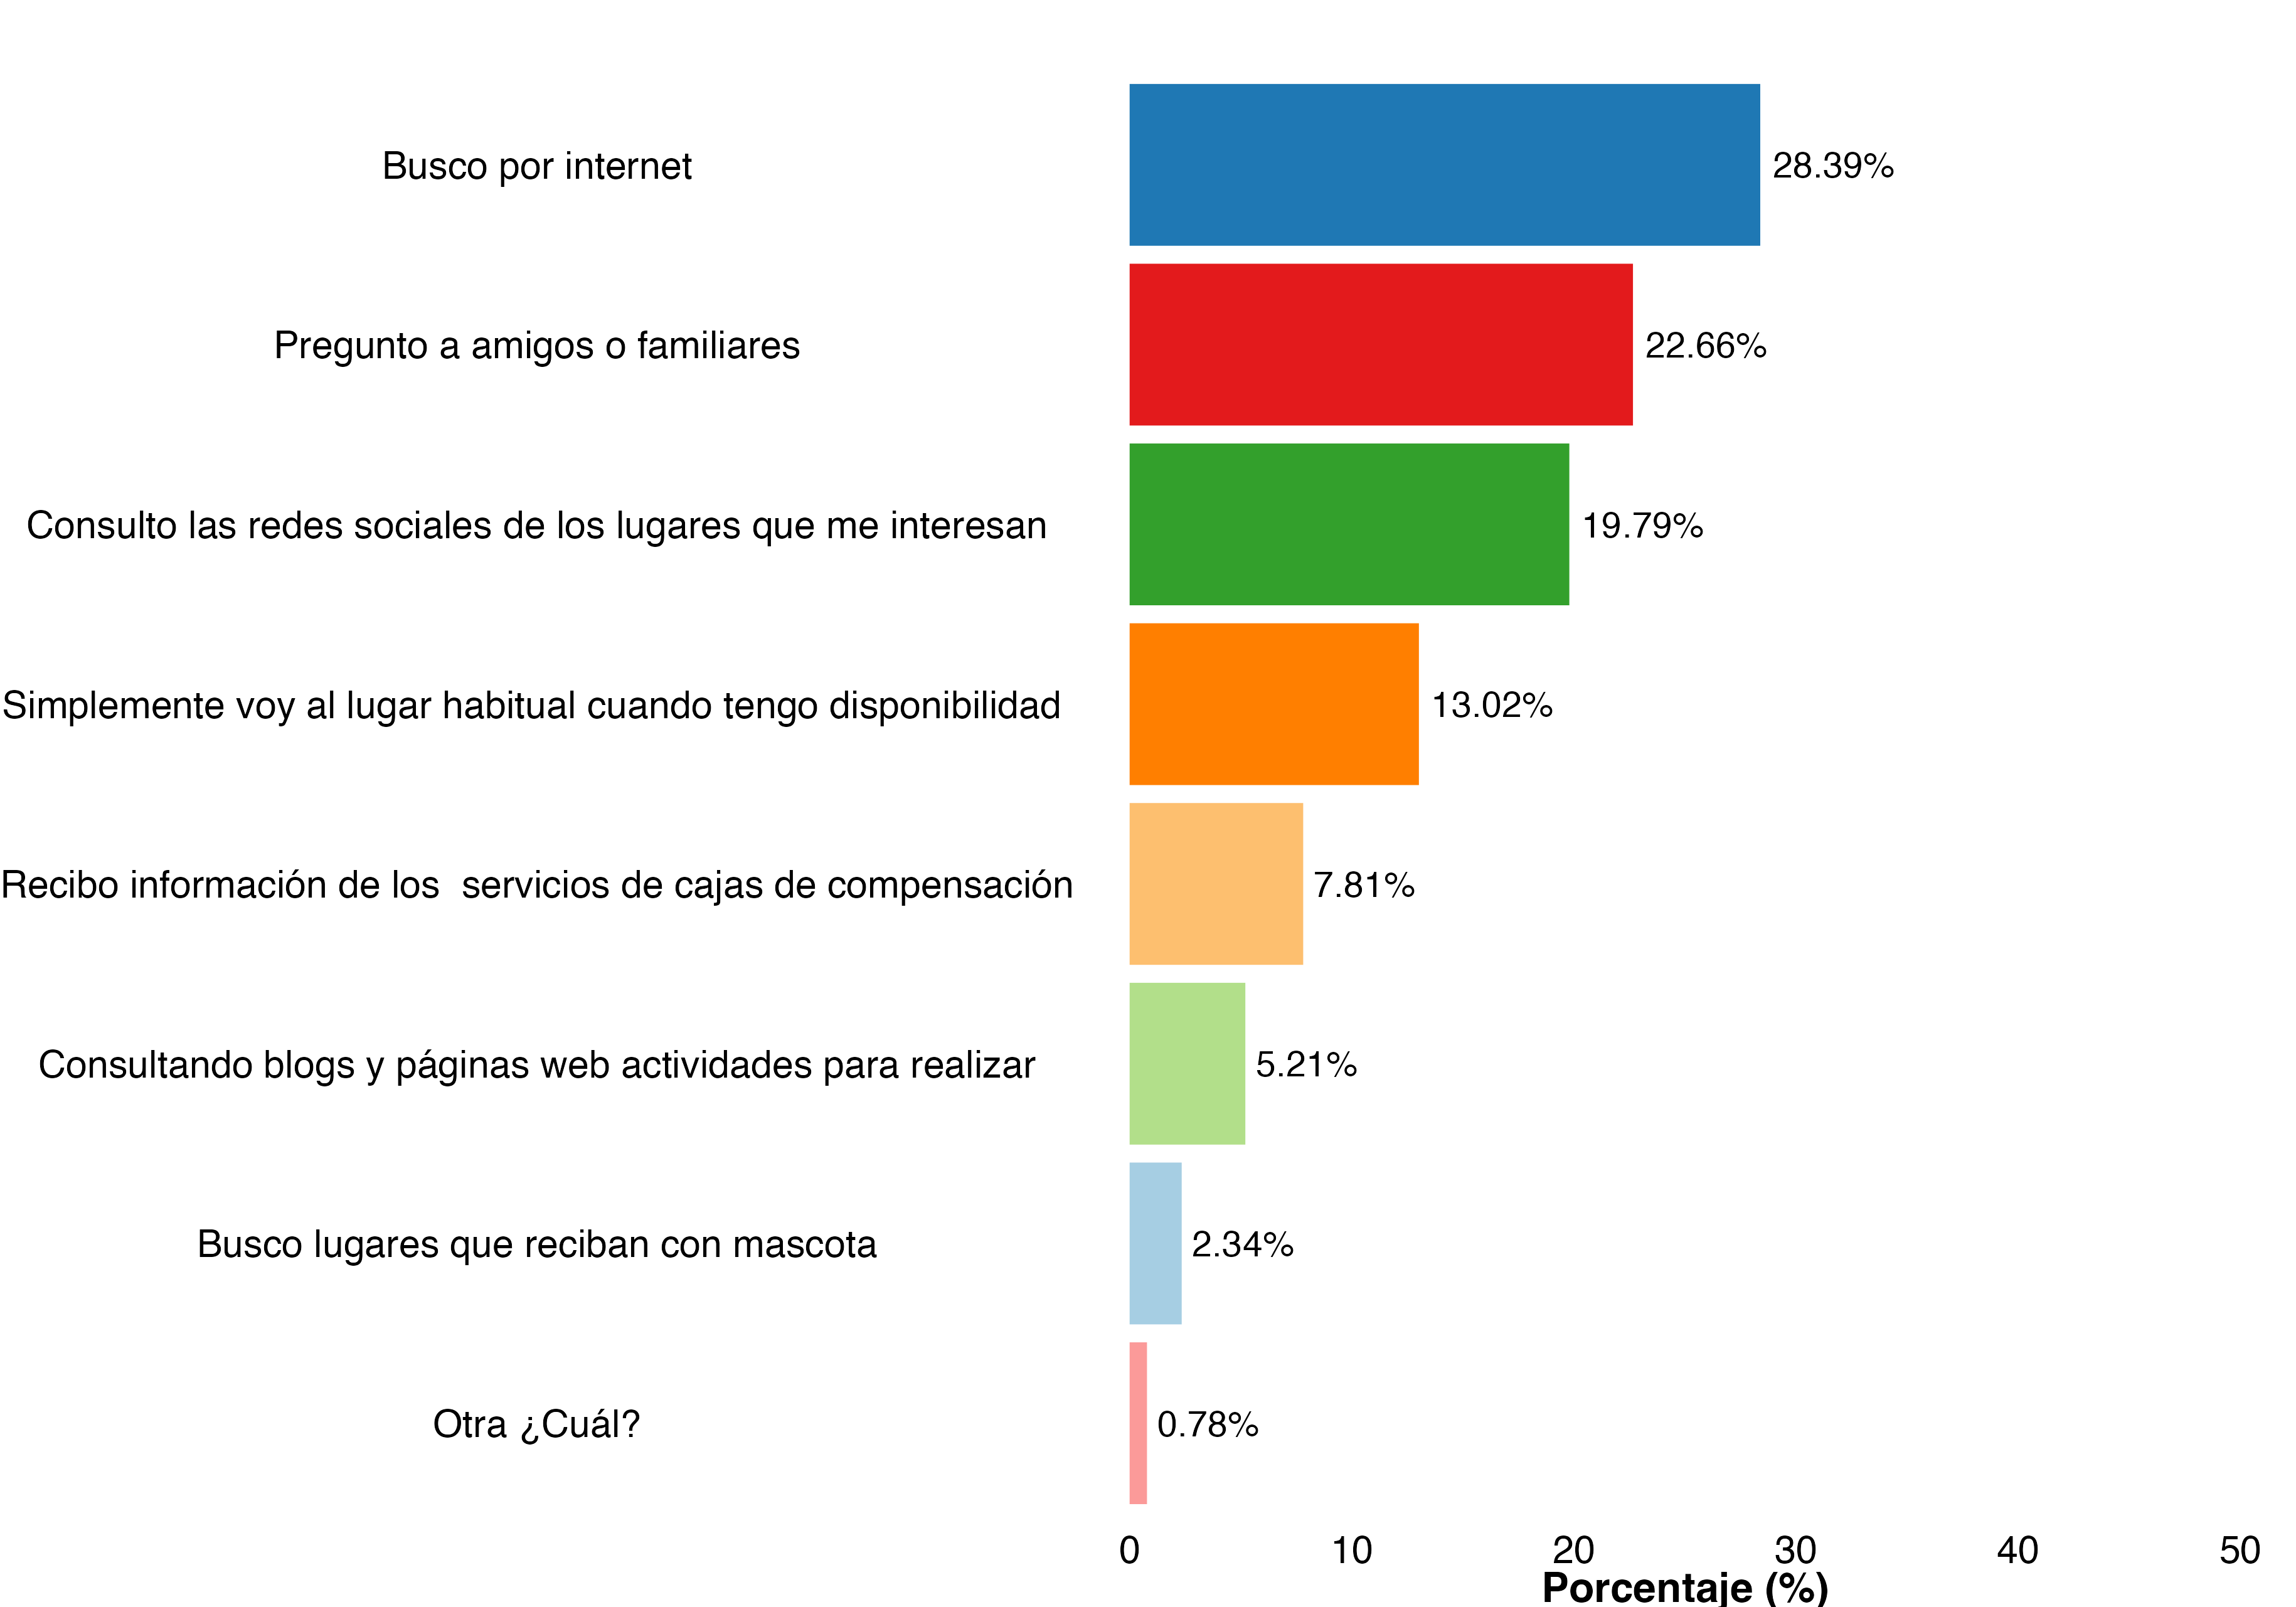 Busco por internet
28.39%
Pregunto a amigos o familiares
22.66%
Consulto las redes sociales de los lugares que me interesan
19.79%
Simplemente voy al lugar habitual cuando tengo disponibilidad
13.02%
Recibo información de los  servicios de cajas de compensación
7.81%
Consultando blogs y páginas web actividades para realizar
5.21%
Busco lugares que reciban con mascota
2.34%
Otra ¿Cuál?
0.78%
0 10 20 30 40 50
Porcentaje (%)